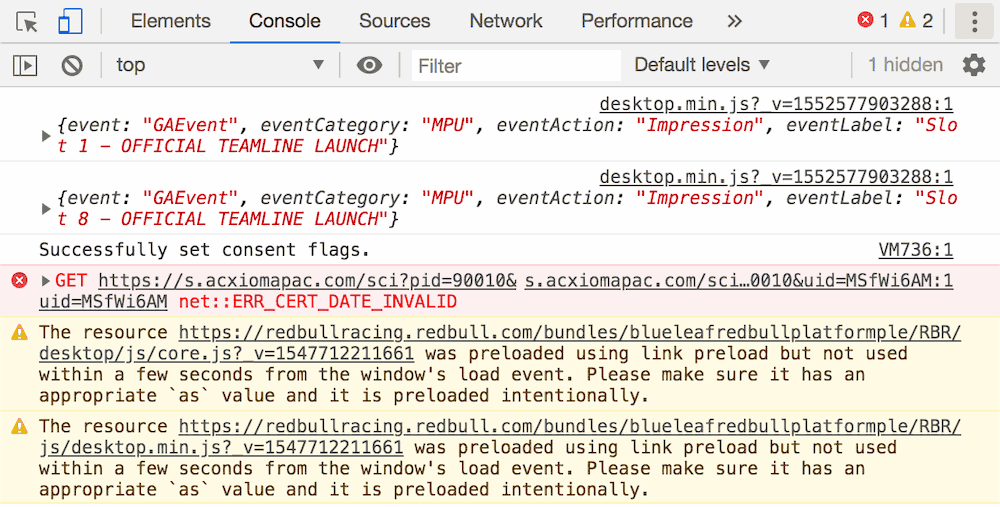 Elements Console Sources Network Performance » 1 2
top Filter Default levels 1 hidden
desktop.min.js?_v=1552577903288:1
{event: "GAEvent", eventCategory: "MPU", eventAction: "Impression", eventLabel: "Slo
t 1 – OFFICIAL TEAMLINE LAUNCH"}
desktop.min.js?_v=1552577903288:1
{event: "GAEvent", eventCategory: "MPU", eventAction: "Impression", eventLabel: "Slo
t 8 – OFFICIAL TEAMLINE LAUNCH"}
Successfully set consent flags. VM736:1
GET https://s.acxiomapac.com/sci?pid=90010& s.acxiomapac.com/sci…0010&uid=MSfWi6AM:1
uid=MSfWi6AM net::ERR_CERT_DATE_INVALID
The resource https://redbullracing.redbull.com/bundles/blueleafredbullplatformple/RBR/
desktop/js/core.js?_v=1547712211661 was preloaded using link preload but not used
within a few seconds from the window's load event. Please make sure it has an
appropriate `as` value and it is preloaded intentionally.
The resource https://redbullracing.redbull.com/bundles/blueleafredbullplatformple/RBR/
js/desktop.min.js?_v=1547712211661 was preloaded using link preload but not used
within a few seconds from the window's load event. Please make sure it has an
appropriate `as` value and it is preloaded intentionally.